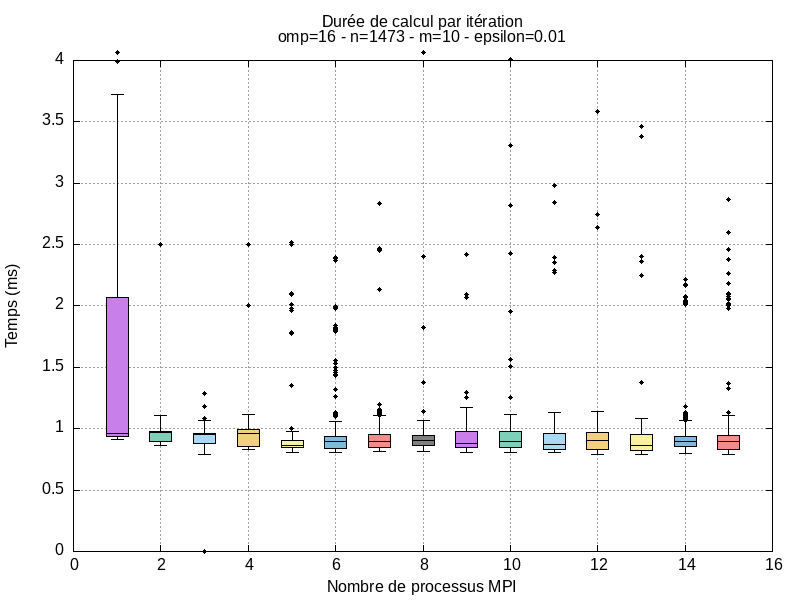 Durée de calcul par itération
omp=16 - n=1473 - m=10 - epsilon=0.01
4
3.5
3
2.5
2
1.5
1
0.5
0
Temps (ms)
0 2 4 6 8 10 12 14 16
Nombre de processus MPI